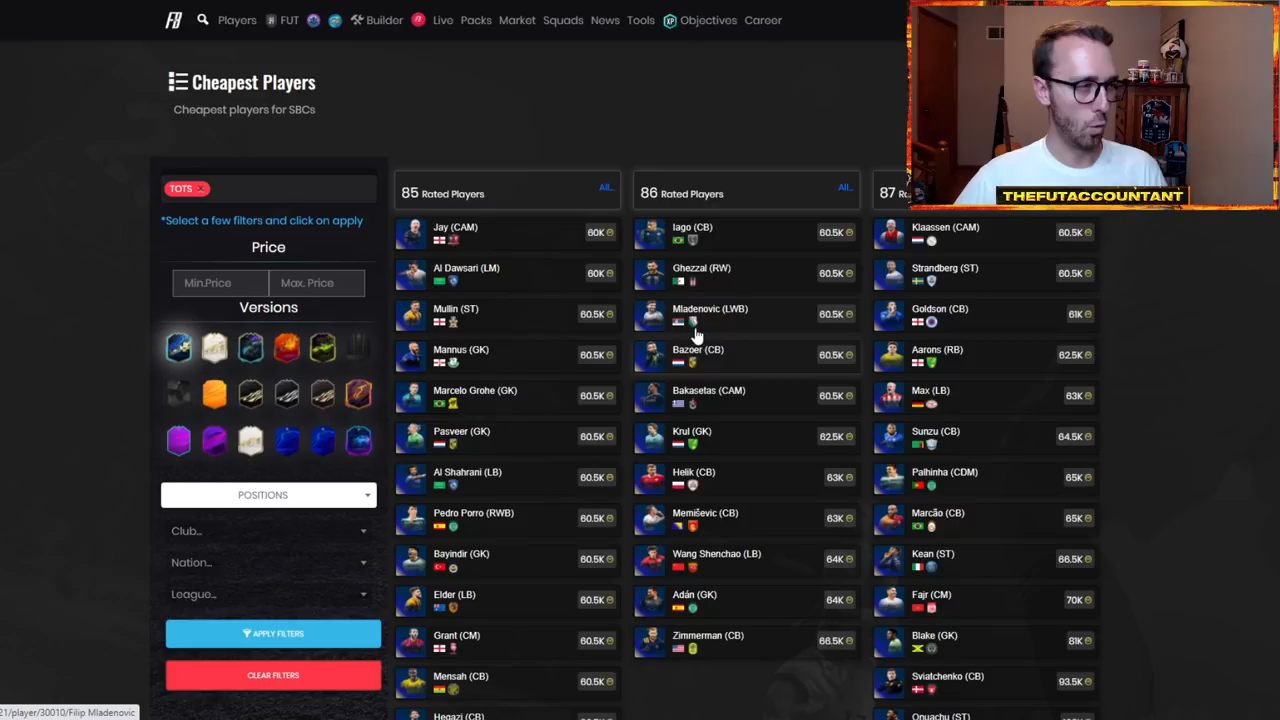 Players FUT Builder Live Packs Market Squads News Tools XP Objectives Career
Cheapest Players
Cheapest players for SBCs
THEFUTACCOUNTANT
TOTS ×
*Select a few filters and click on apply
Price
Min.Price Max. Price
Versions
POSITIONS
Club...
Nation...
League...
APPLY FILTERS
CLEAR FILTERS
85 Rated Players All..
Jay (CAM) 60K
Al Dawsari (LM) 60K
Mullin (ST) 60.5K
Mannus (GK) 60.5K
Marcelo Grohe (GK) 60.5K
Pasveer (GK) 60.5K
Al Shahrani (LB) 60.5K
Pedro Porro (RWB) 60.5K
Bayindir (GK) 60.5K
Elder (LB) 60.5K
Grant (CM) 60.5K
Mensah (CB) 60.5K
Hegazi (CB)
86 Rated Players All..
Iago (CB) 60.5K
Ghezzal (RW) 60.5K
Mladenovic (LWB) 60.5K
Bazoer (CB) 60.5K
Bakasetas (CAM) 60.5K
Krul (GK) 62.5K
Helik (CB) 63K
Memišević (CB) 63K
Wang Shenchao (LB) 64K
Adán (GK) 64K
Zimmerman (CB) 66.5K
87 Ra
Klaassen (CAM) 60.5K
Strandberg (ST) 60.5K
Goldson (CB) 61K
Aarons (RB) 62.5K
Max (LB) 63K
Sunzu (CB) 64.5K
Palhinha (CDM) 65K
Marcão (CB) 65K
Kean (ST) 66.5K
Fajr (CM) 70K
Blake (GK) 81K
Sviatchenko (CB) 93.5K
Onuachu (ST)
21/player/30010/Filip Mladenovic